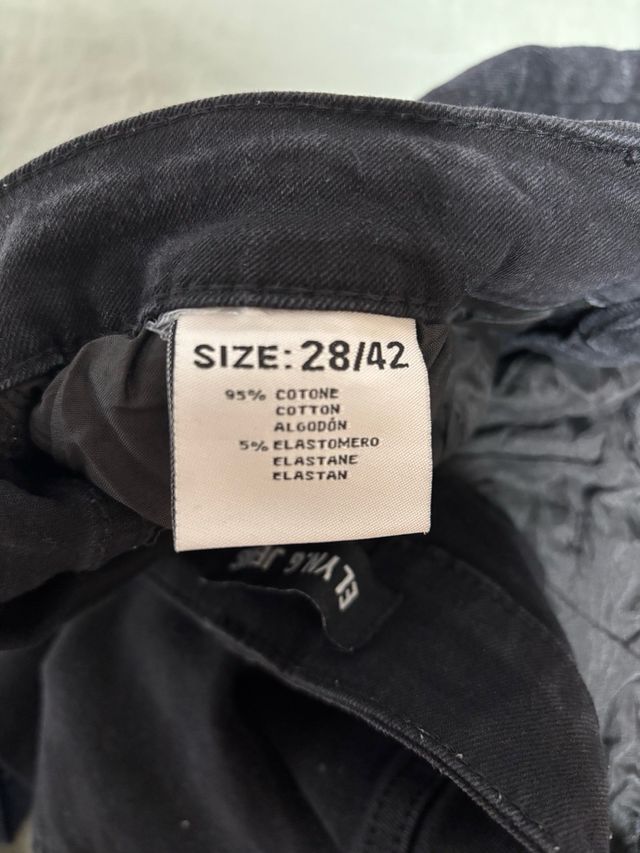 SIZE: 28/42
95% COTONE
COTTON
ALGODÓN
5% ELASTOMERO
ELASTANE
ELASTAN